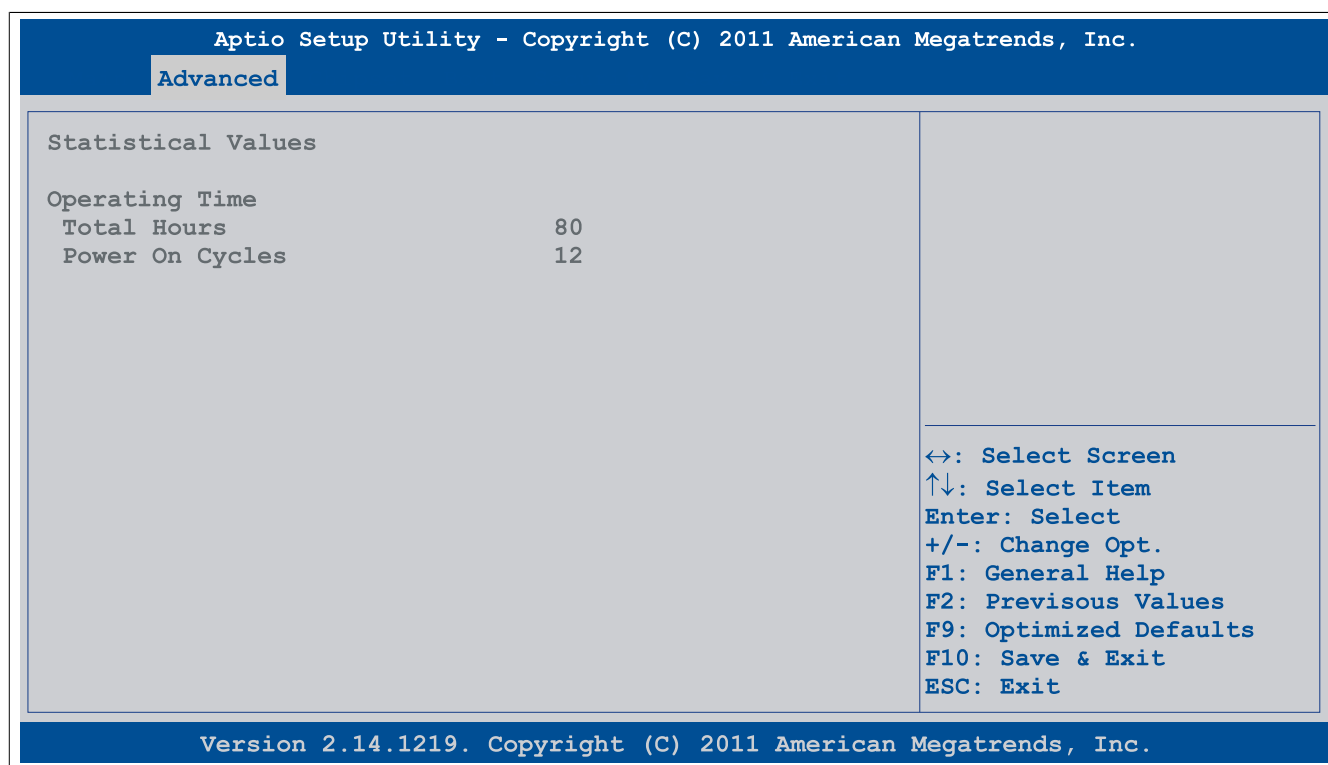 Aptio Setup Utility - Copyright (C) 2011 American Megatrends, Inc.
Advanced
Statistical Values
Operating Time
Total Hours 80
Power On Cycles 12
↔: Select Screen
↑↓: Select Item
Enter: Select
+/-: Change Opt.
F1: General Help
F2: Previsous Values
F9: Optimized Defaults
F10: Save & Exit
ESC: Exit
Version 2.14.1219. Copyright (C) 2011 American Megatrends, Inc.